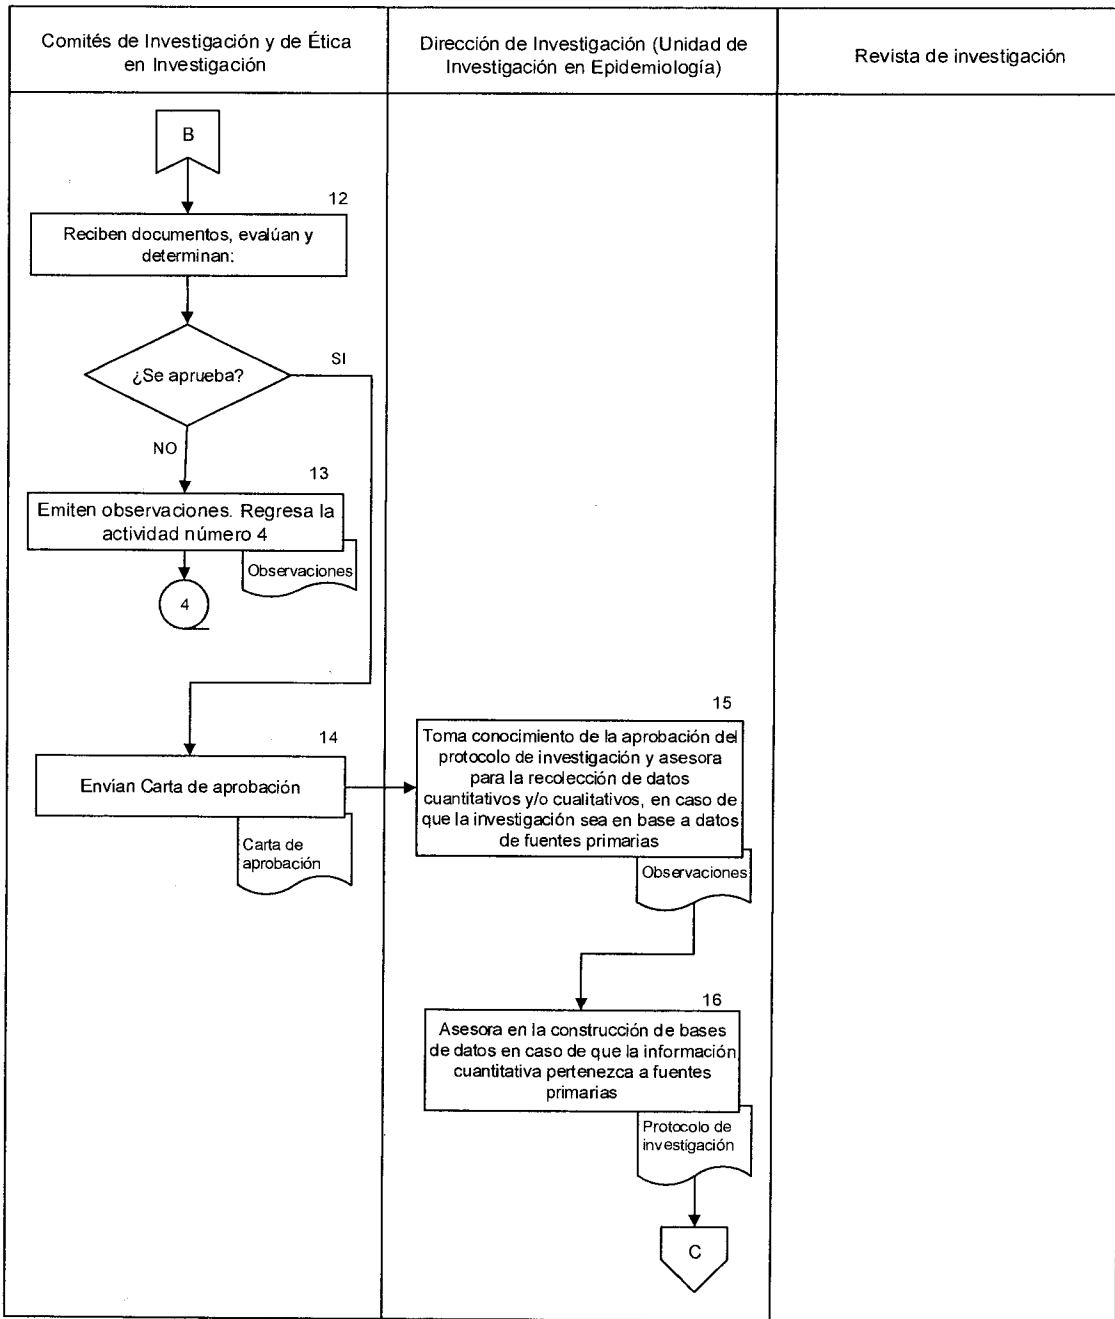 Comités de Investigación y de Ética
en Investigación
Dirección de Investigación (Unidad de
Investigación en Epidemiología)
Revista de investigación
B
12
Reciben documentos, evalúan y
determinan:
¿Se aprueba?
SI
NO
13
Emiten observaciones. Regresa la
actividad número 4
Observaciones
4
14
Envían Carta de aprobación
Carta de
aprobación
15
Toma conocimiento de la aprobación del
protocolo de investigación y asesora
para la recolección de datos
cuantitativos y/o cualitativos, en caso de
que la investigación sea en base a datos
de fuentes primarias
Observaciones
16
Asesora en la construcción de bases
de datos en caso de que la información
cuantitativa pertenezca a fuentes
primarias
Protocolo de
investigación
C